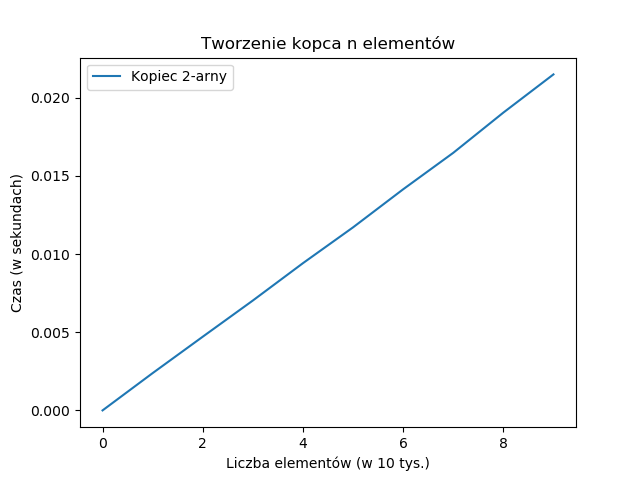 Tworzenie kopca n elementów
Kopiec 2-arny
0.020
0.015
0.010
0.005
0.000
Czas (w sekundach)
0 2 4 6 8
Liczba elementów (w 10 tys.)